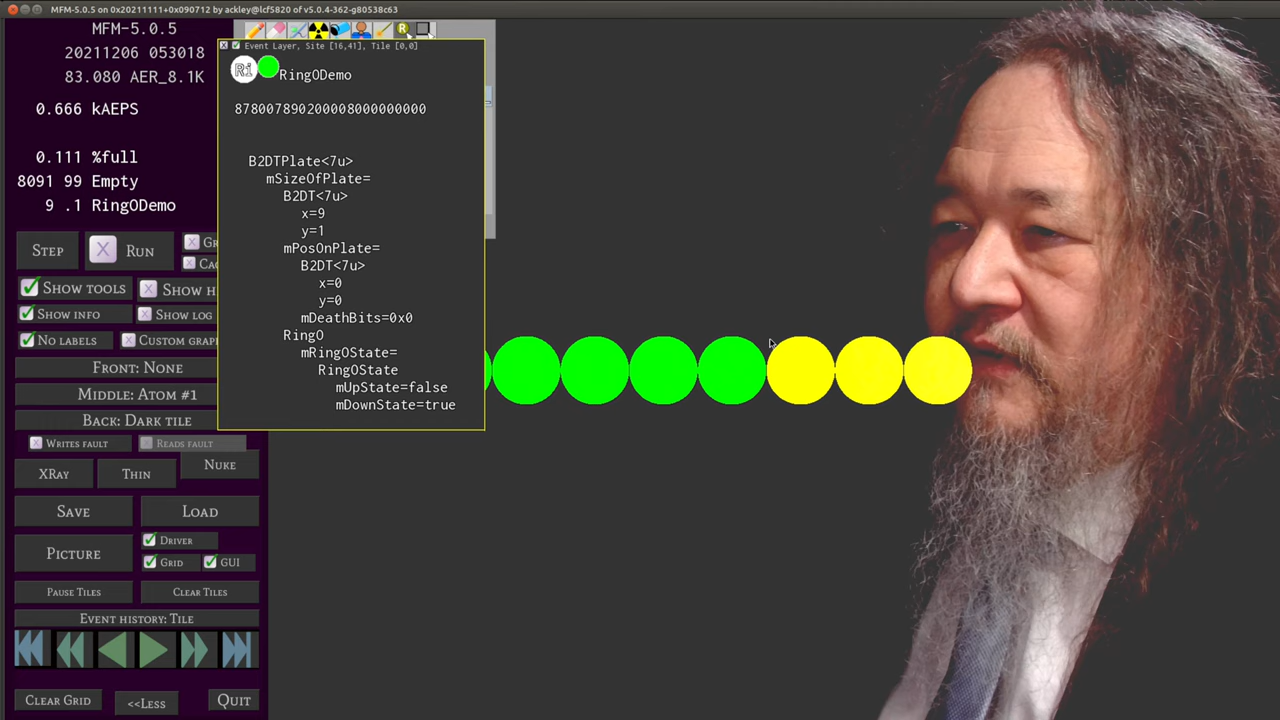 MFM-5.0.5 on 0x20211111+0x090712 by ackley@lcf5820 of v5.0.4-362-g80538c63
MFM-5.0.5
20211206 053018
83.080 AER_8.1K
0.666 kAEPS
0.111 %full
8091 99 Empty
9 .1 RingODemo
STEP
RUN
GR
CAC
SHOW TOOLS
SHOW H
SHOW INFO
SHOW LOG
NO LABELS
CUSTOM GRAP
FRONT: NONE
MIDDLE: ATOM #1
BACK: DARK TILE
WRITES FAULT
READS FAULT
XRAY
THIN
NUKE
SAVE
LOAD
PICTURE
DRIVER
GRID
GUI
PAUSE TILES
CLEAR TILES
EVENT HISTORY: TILE
CLEAR GRID
<<LESS
QUIT
R
Event Layer, Site [16,41], Tile [0,0]
Ri
RingODemo
878007890200008000000000
B2DTPlate<7u>
mSizeOfPlate=
B2DT<7u>
x=9
y=1
mPosOnPlate=
B2DT<7u>
x=0
y=0
mDeathBits=0x0
RingO
mRingOState=
RingOState
mUpState=false
mDownState=true